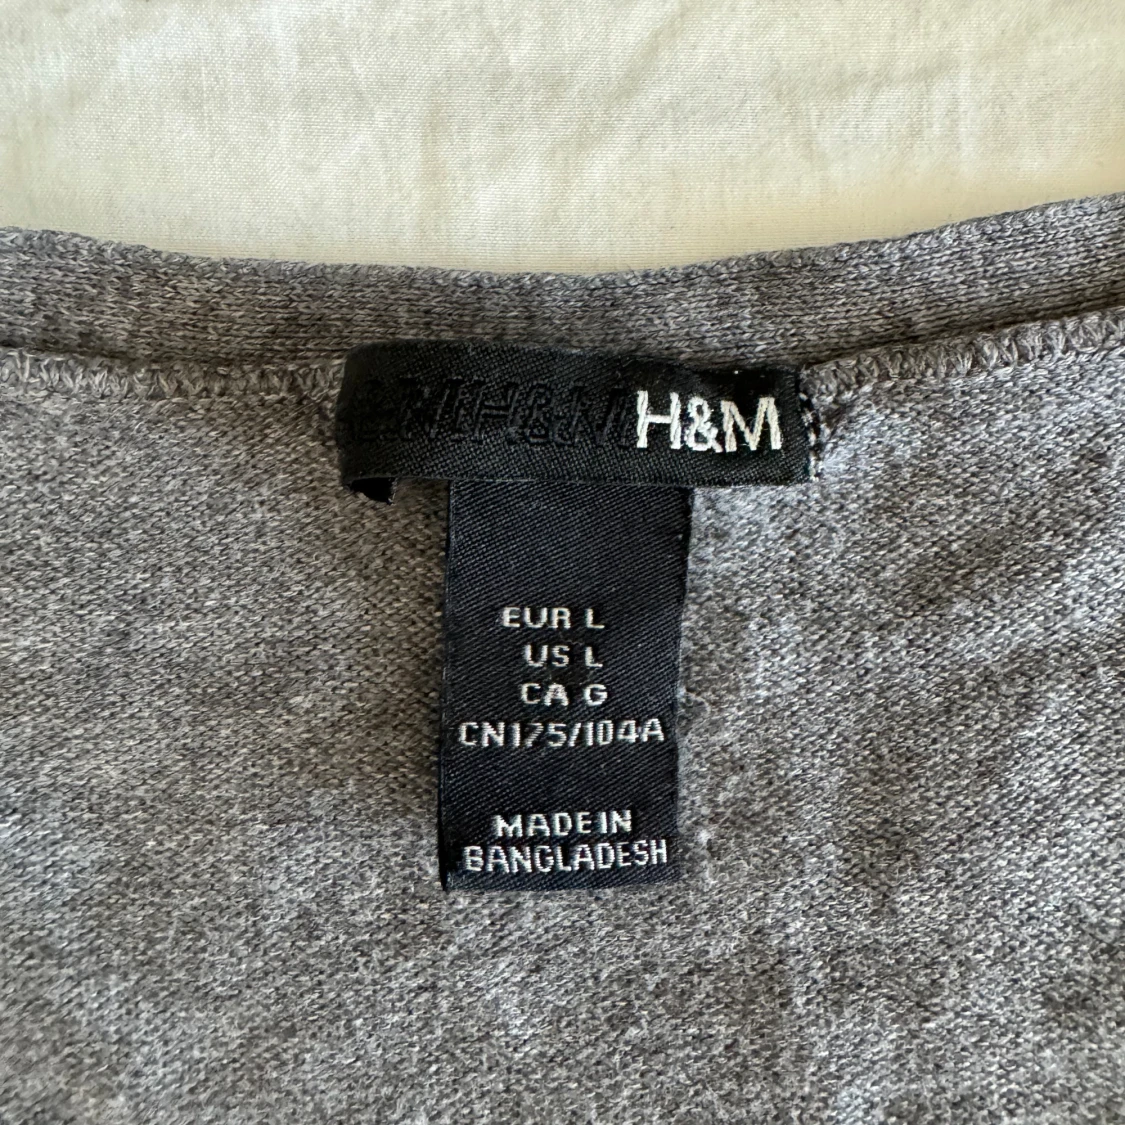 H&M H&M H&M
EUR L
US L
CA G
CN175/104A
MADE IN
BANGLADESH